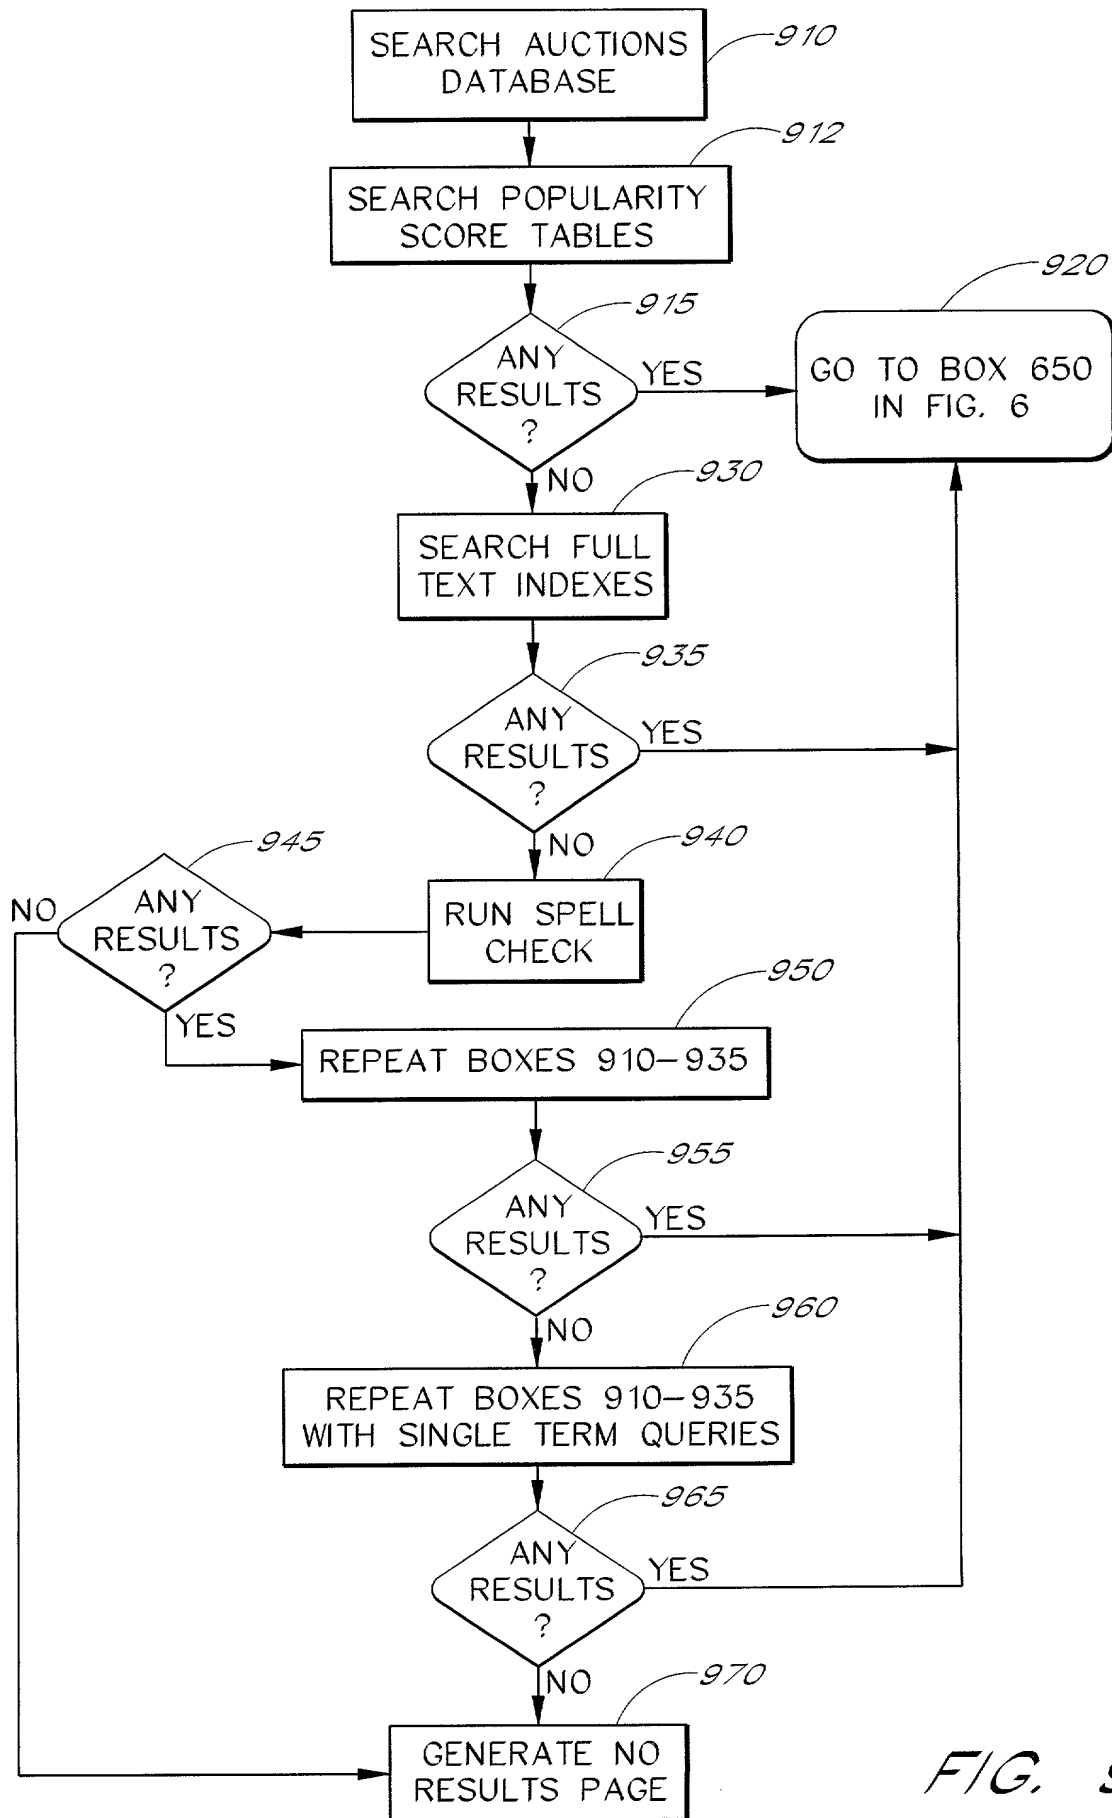 SEARCH AUCTIONS
DATABASE
910
SEARCH POPULARITY
SCORE TABLES
912
ANY
RESULTS
?
915
YES
GO TO BOX 650
IN FIG. 6
920
NO
SEARCH FULL
TEXT INDEXES
930
ANY
RESULTS
?
935
YES
NO
RUN SPELL
CHECK
940
ANY
RESULTS
?
945
NO
YES
REPEAT BOXES 910-935
950
ANY
RESULTS
?
955
YES
NO
REPEAT BOXES 910-935
WITH SINGLE TERM QUERIES
960
ANY
RESULTS
?
965
YES
NO
GENERATE NO
RESULTS PAGE
970
FIG.